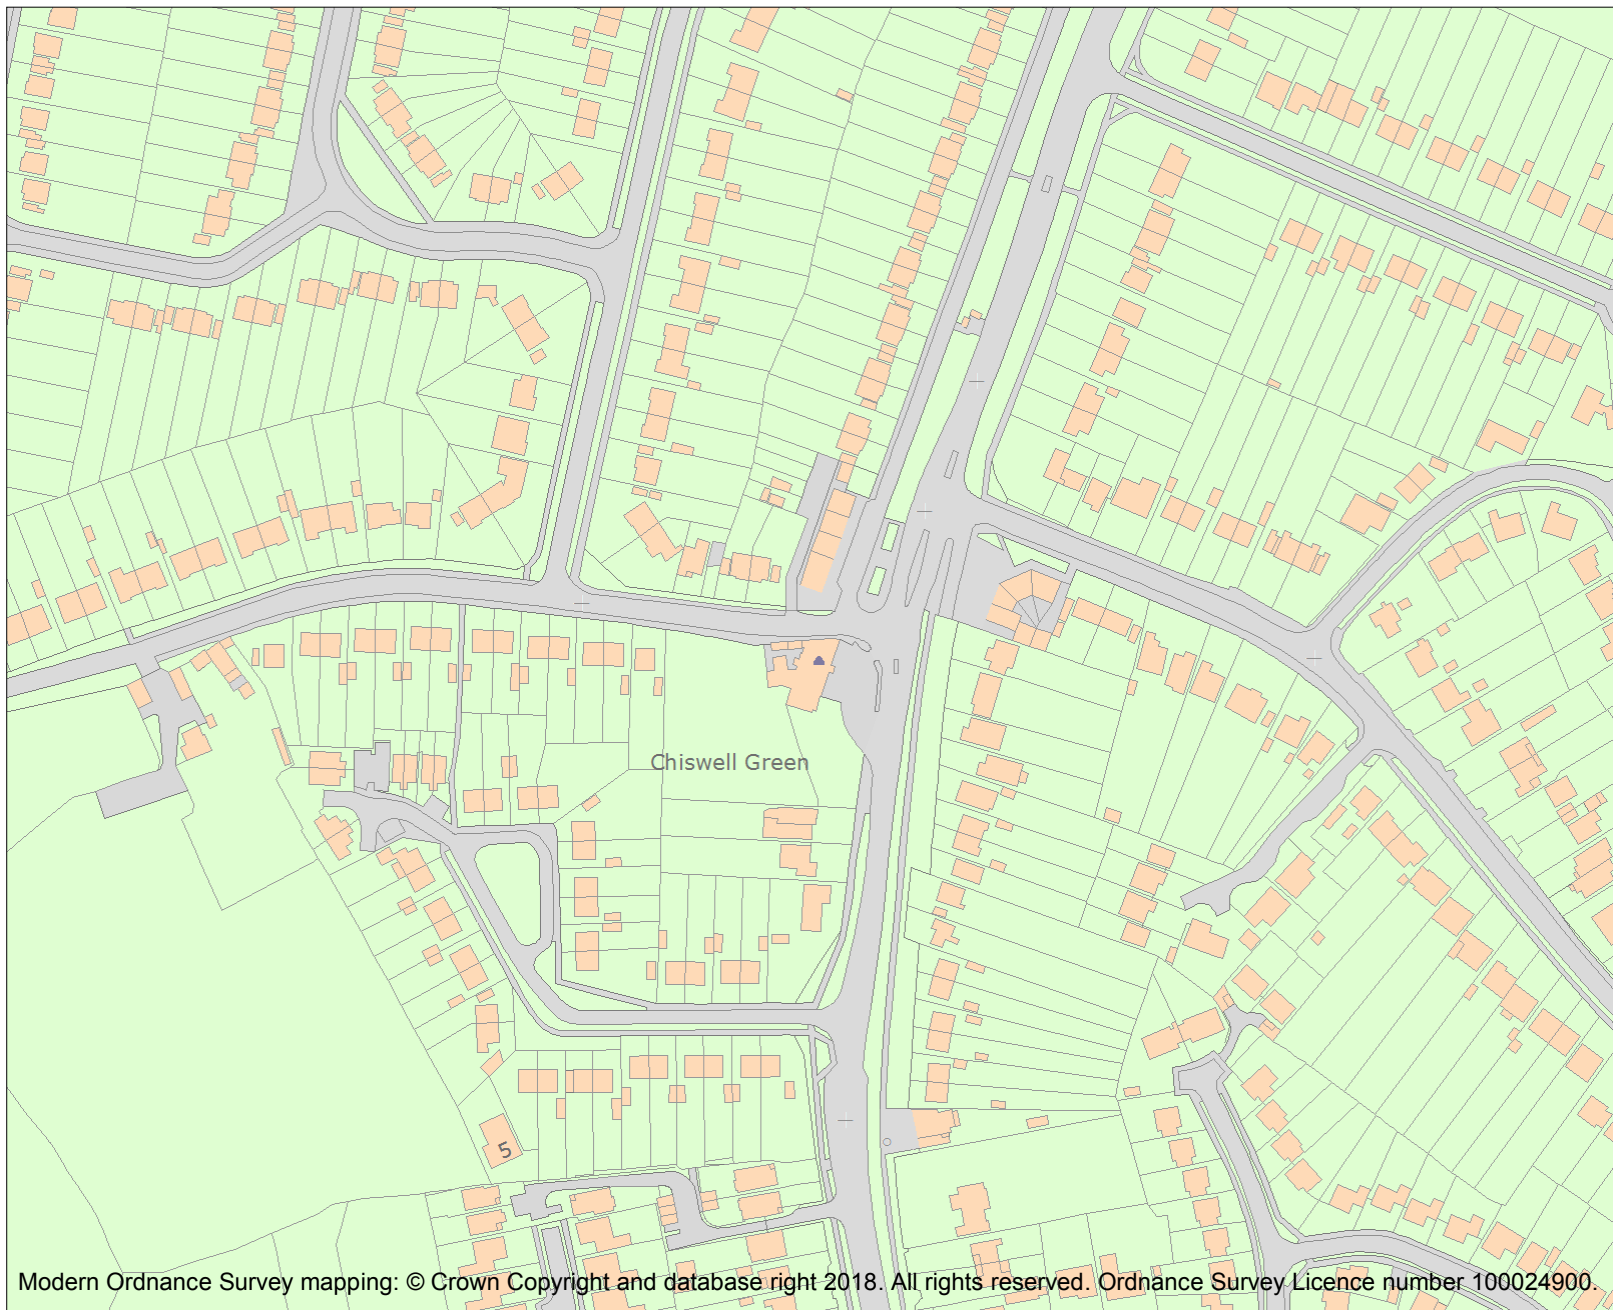 Chiswell Green
5
Modern Ordnance Survey mapping: © Crown Copyright and database right 2018. All rights reserved. Ordnance Survey Licence number 100024900.